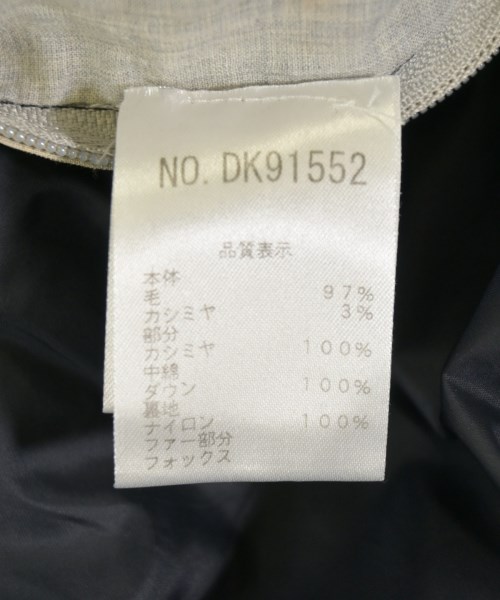 NO. DK91552
品質表示
本体
毛 97%
カシミヤ 3%
部分
カシミヤ 100%
中綿
ダウン 100%
裏地
ナイロン 100%
ファー部分
フォックス